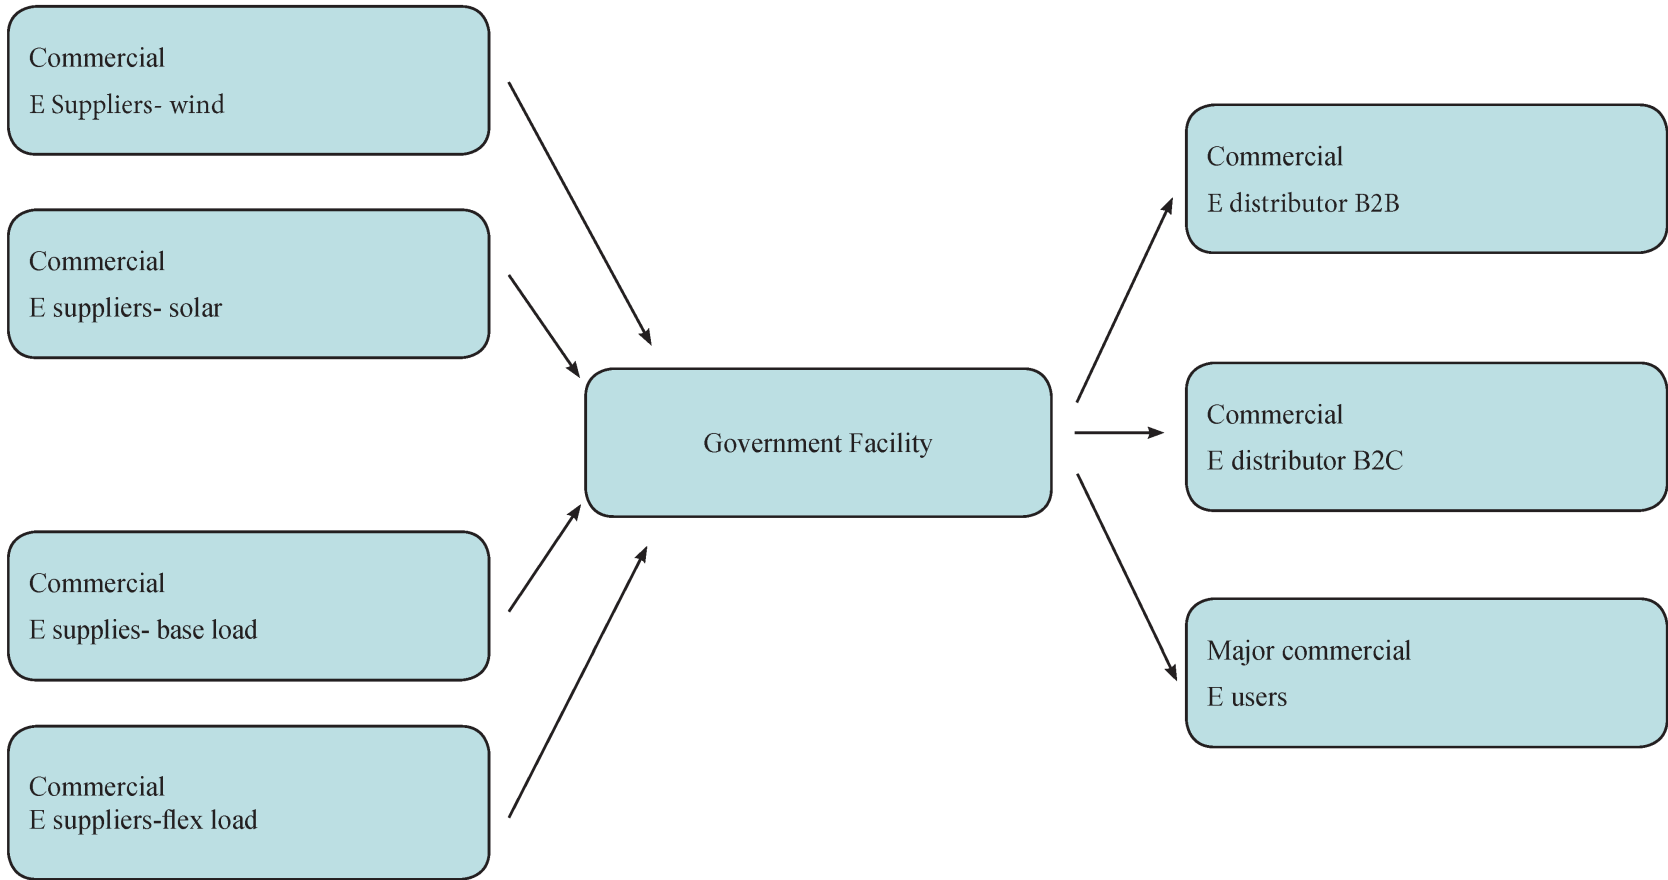 Commercial
E Suppliers- wind
Commercial
E suppliers- solar
Commercial
E supplies- base load
Commercial
E suppliers-flex load
Government Facility
Commercial
E distributor B2B
Commercial
E distributor B2C
Major commercial
E users